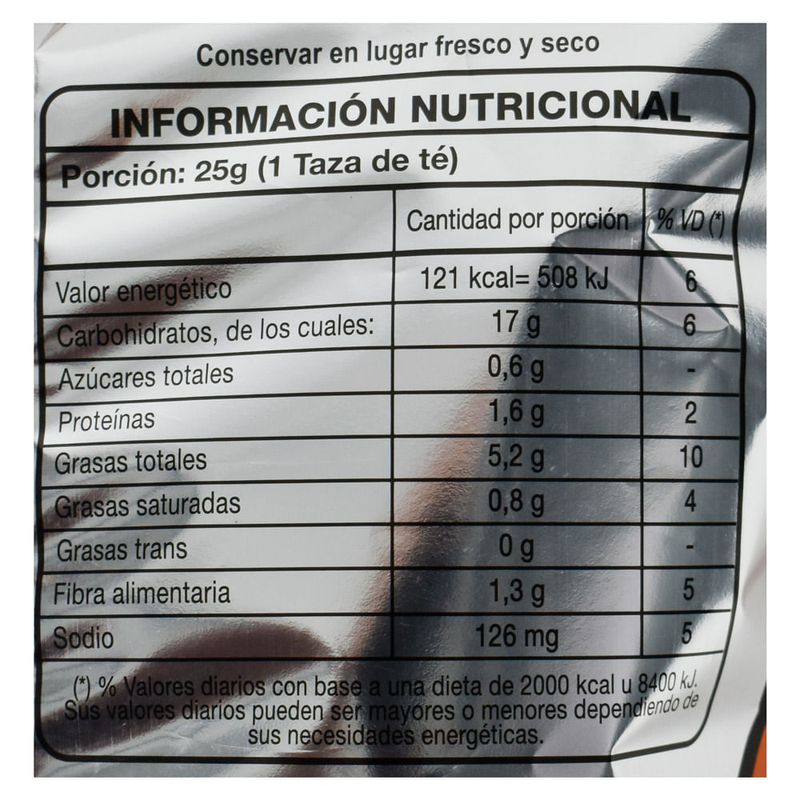 Conservar en lugar fresco y seco
INFORMACIÓN NUTRICIONAL
Porción: 25g (1 Taza de té)
Cantidad por porción % VD (*)
Valor energético 121 kcal= 508 kJ 6
Carbohidratos, de los cuales: 17 g 6
Azúcares totales 0,6 g -
Proteínas 1,6 g 2
Grasas totales 5,2 g 10
Grasas saturadas 0,8 g 4
Grasas trans 0 g -
Fibra alimentaria 1,3 g 5
Sodio 126 mg 5
(*) % Valores diarios con base a una dieta de 2000 kcal u 8400 kJ.
Sus valores diarios pueden ser mayores o menores dependiendo de
sus necesidades energéticas.